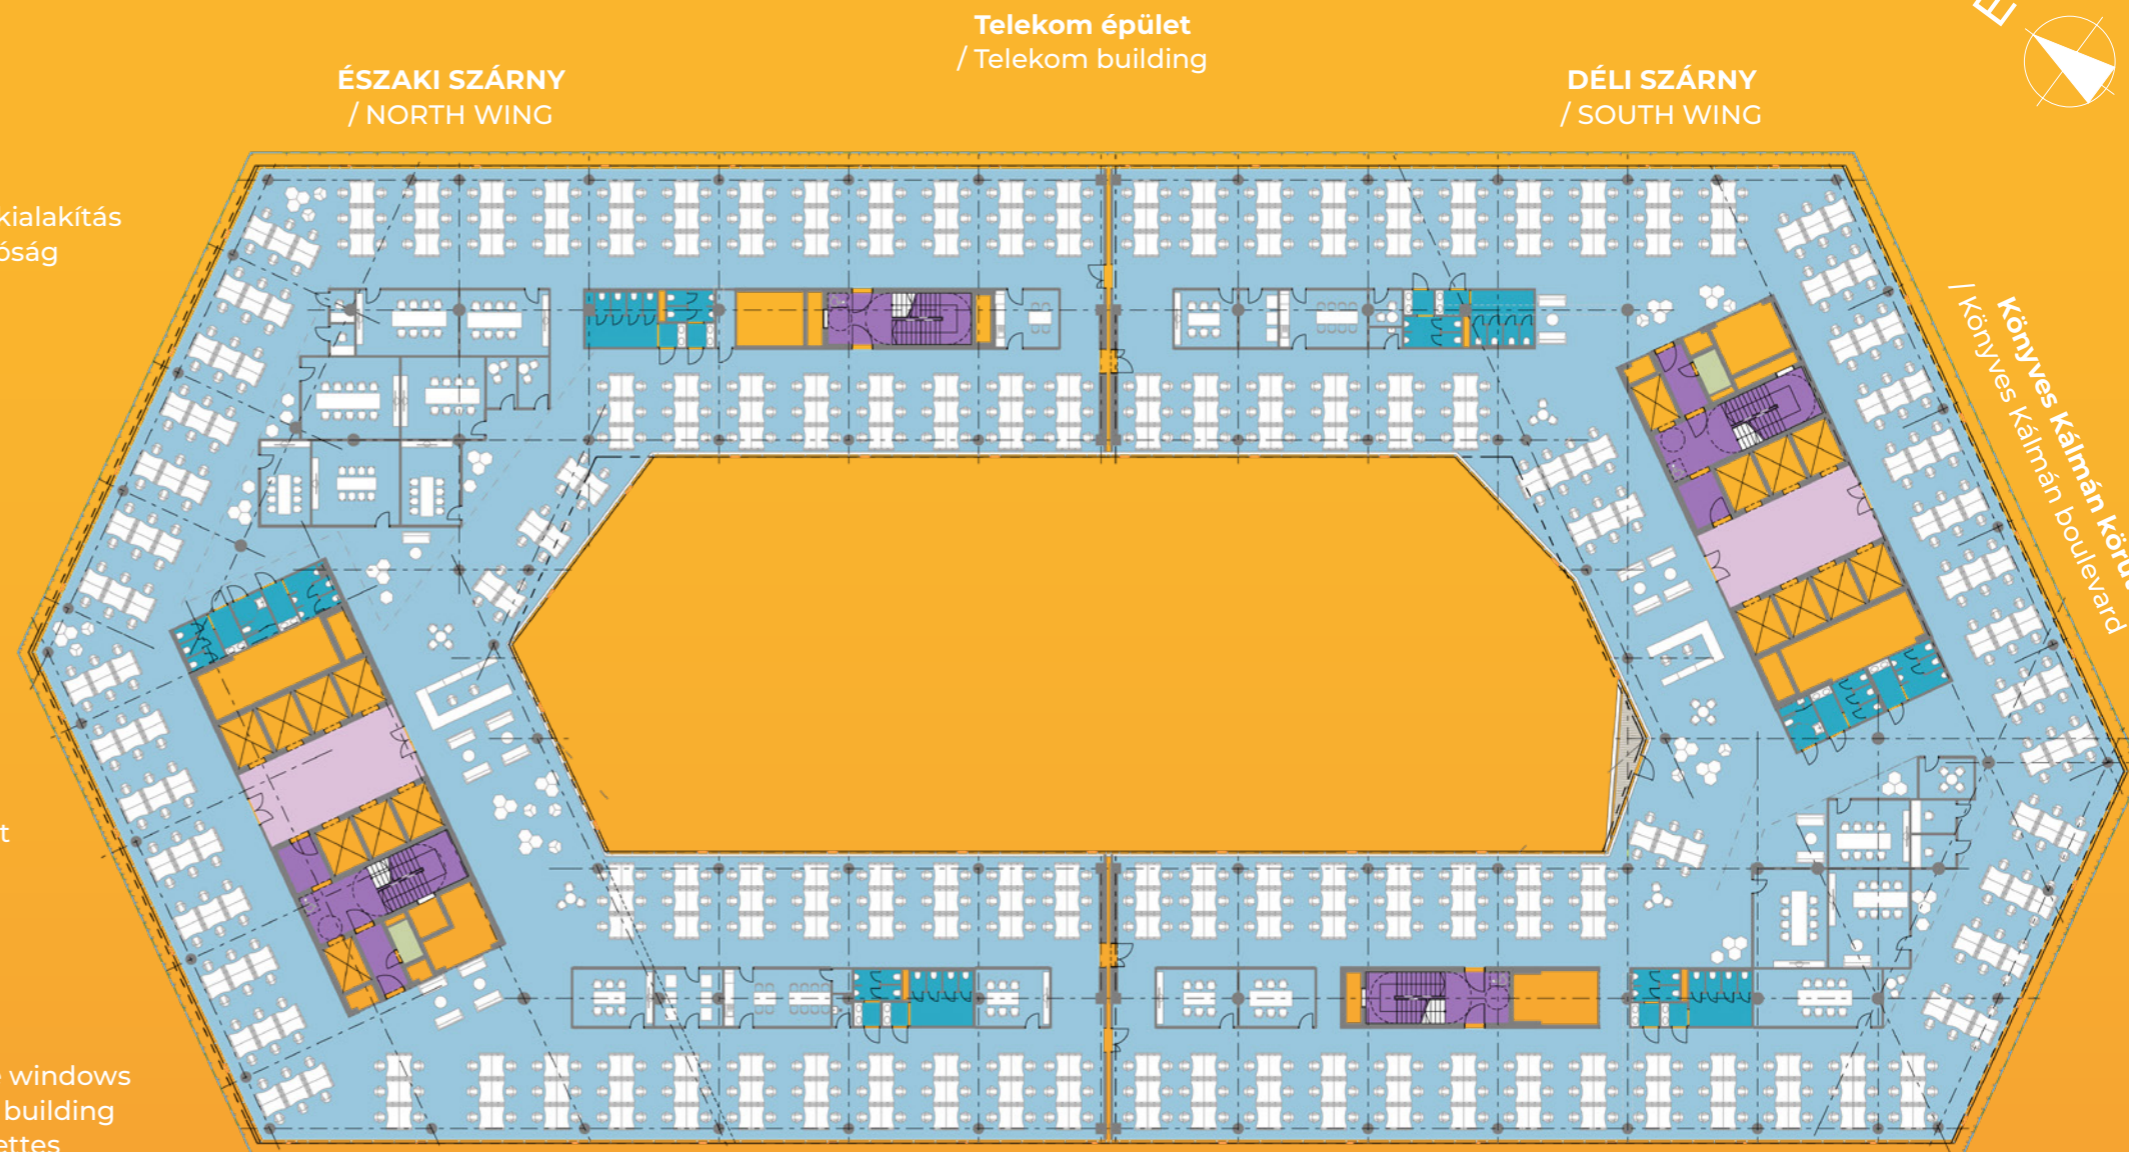 Telekom épület
/ Telekom building
ÉSZAKI SZÁRNY
/ NORTH WING
DÉLI SZÁRNY
/ SOUTH WING
É
kialakítás
óság
Könyves Kálmán körút
/ Könyves Kálmán boulevard
t
windows
building
ettes